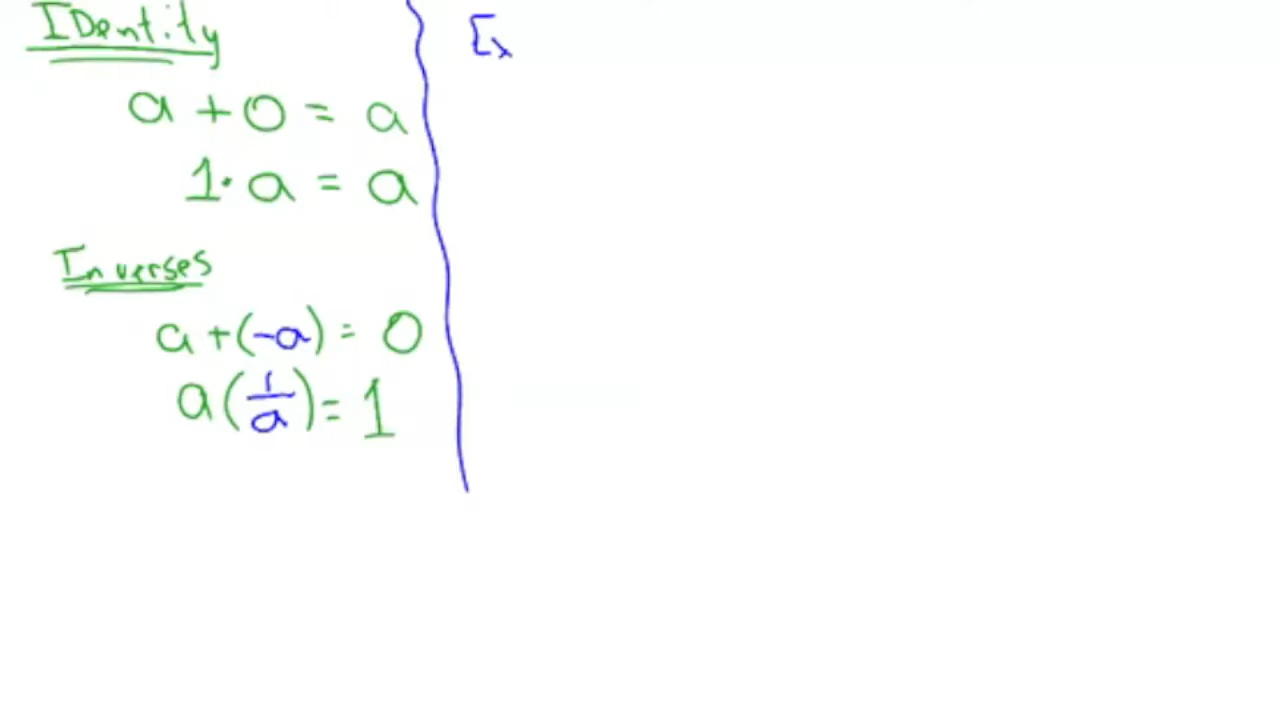 IDentity
a + 0 = a
1 · a = a
Inverses
a + (-a) = 0
a (1/a) = 1
Ex